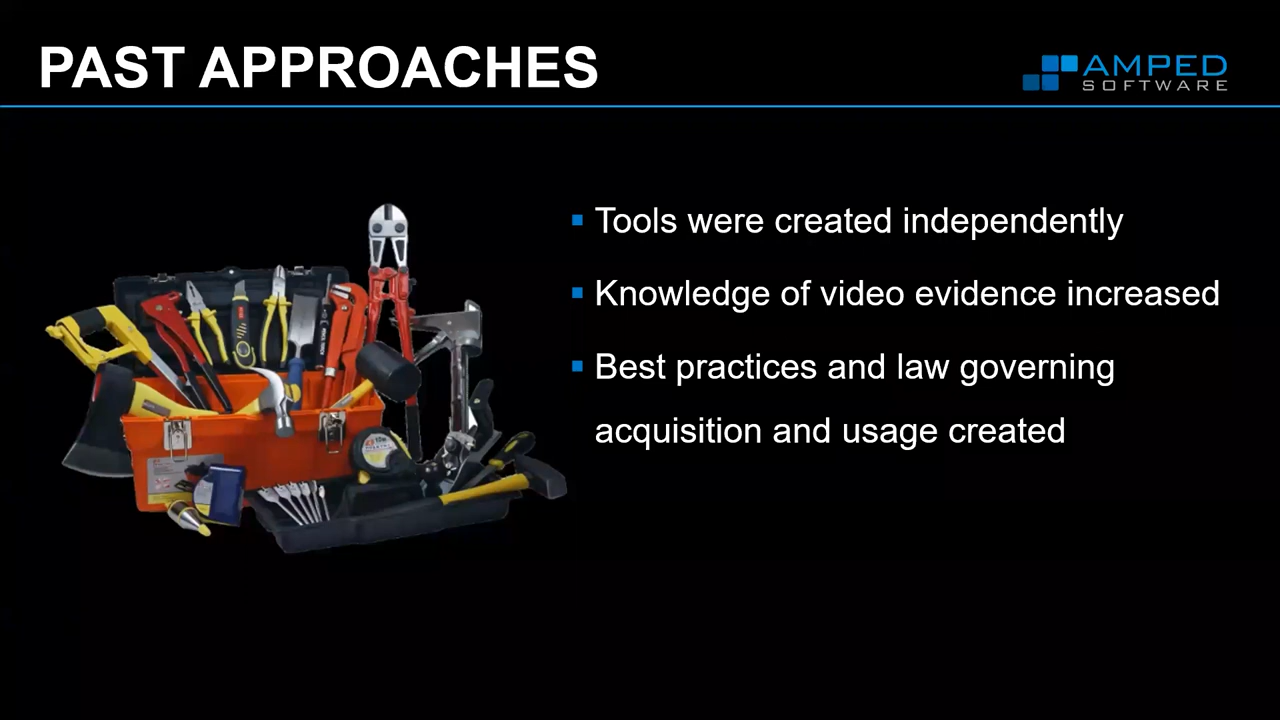 PAST APPROACHES
AMPED
SOFTWARE
Tools were created independently
Knowledge of video evidence increased
Best practices and law governing
acquisition and usage created